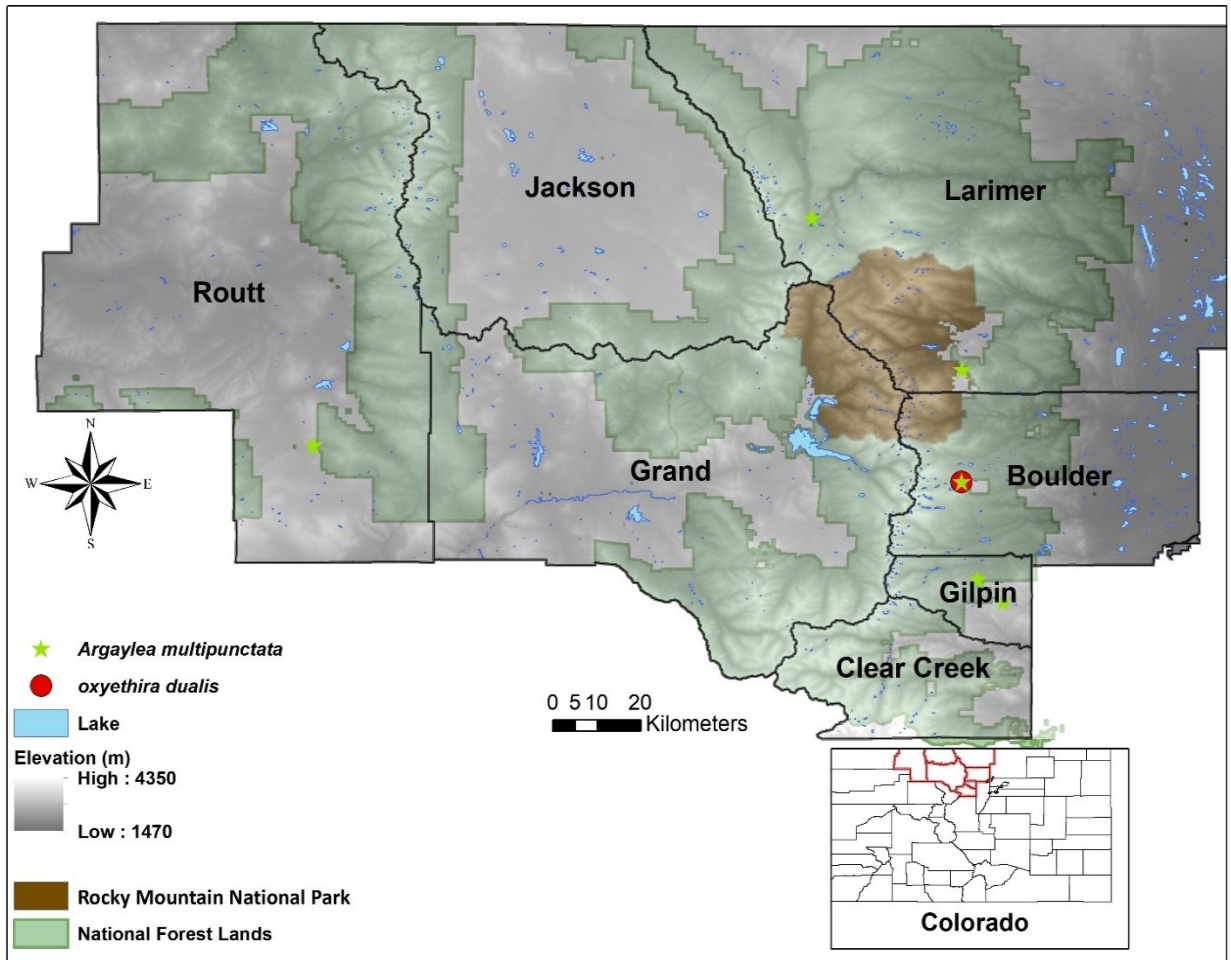 Jackson
Larimer
Routt
N
W E
S
Grand
Boulder
Gilpin
Clear Creek
Argaylea multipunctata
oxyethira dualis
Lake
Elevation (m)
High : 4350
Low : 1470
Rocky Mountain National Park
National Forest Lands
0 5 10 20
Kilometers
Colorado